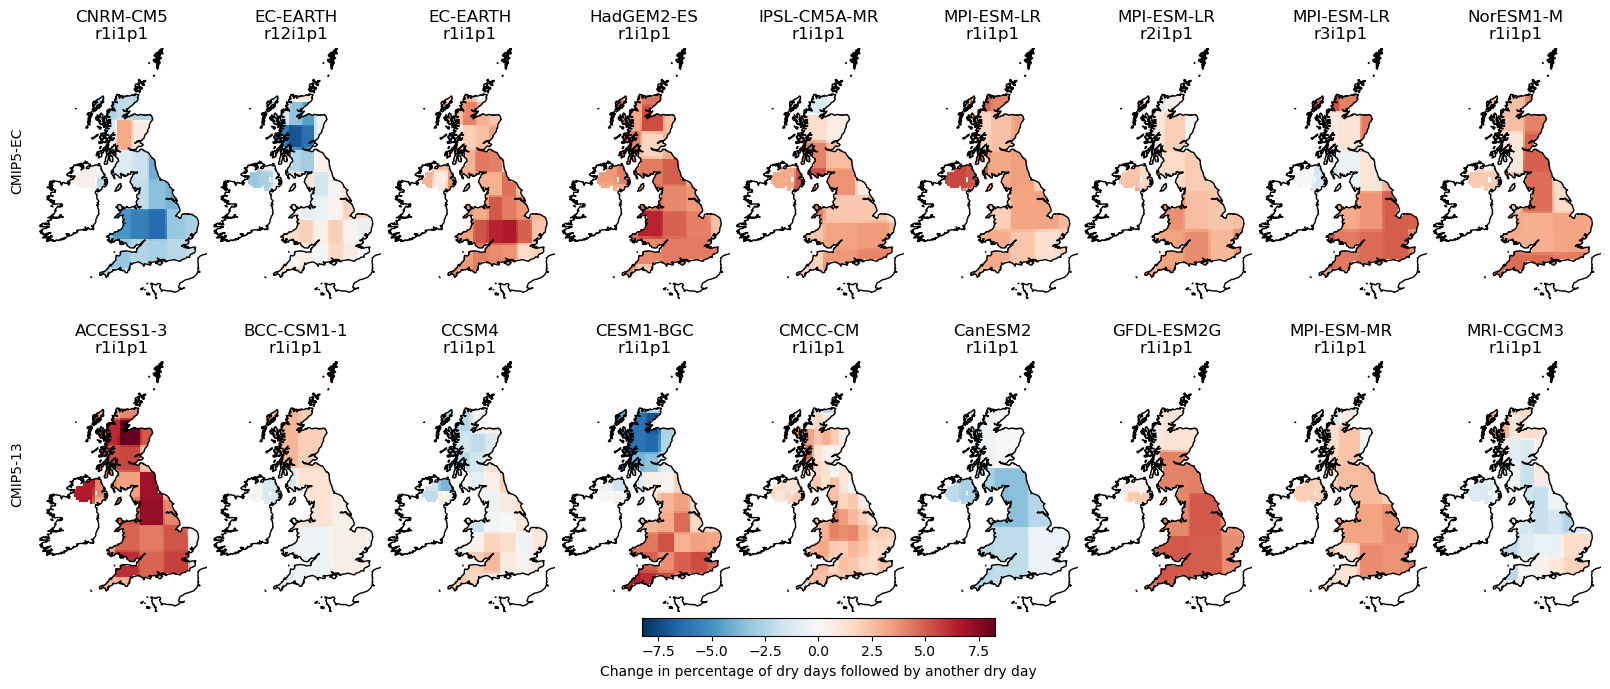 CNRM-CM5 EC-EARTH EC-EARTH HadGEM2-ES IPSL-CM5A-MR MPI-ESM-LR MPI-ESM-LR MPI-ESM-LR NorESM1-M
r1i1p1 r12i1p1 r1i1p1 r1i1p1 r1i1p1 r1i1p1 r2i1p1 r3i1p1 r1i1p1
CMIP5-EC
ACCESS1-3 BCC-CSM1-1 CCSM4 CESM1-BGC CMCC-CM CanESM2 GFDL-ESM2G MPI-ESM-MR MRI-CGCM3
r1i1p1 r1i1p1 r1i1p1 r1i1p1 r1i1p1 r1i1p1 r1i1p1 r1i1p1 r1i1p1
CMIP5-13
−7.5 −5.0 −2.5 0.0 2.5 5.0 7.5
Change in percentage of dry days followed by another dry day